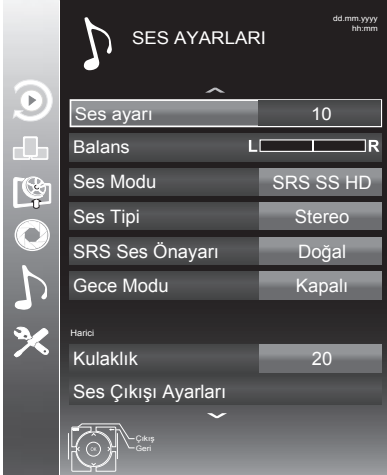 SES AYARLARI
dd.mm.yyyy
hh:mm
Ses ayarı 10
Balans L R
Ses Modu SRS SS HD
Ses Tipi Stereo
SRS Ses Önayarı Doğal
Gece Modu Kapalı
Harici
Kulaklık 20
Ses Çıkışı Ayarları
Çıkış
OK
Geri